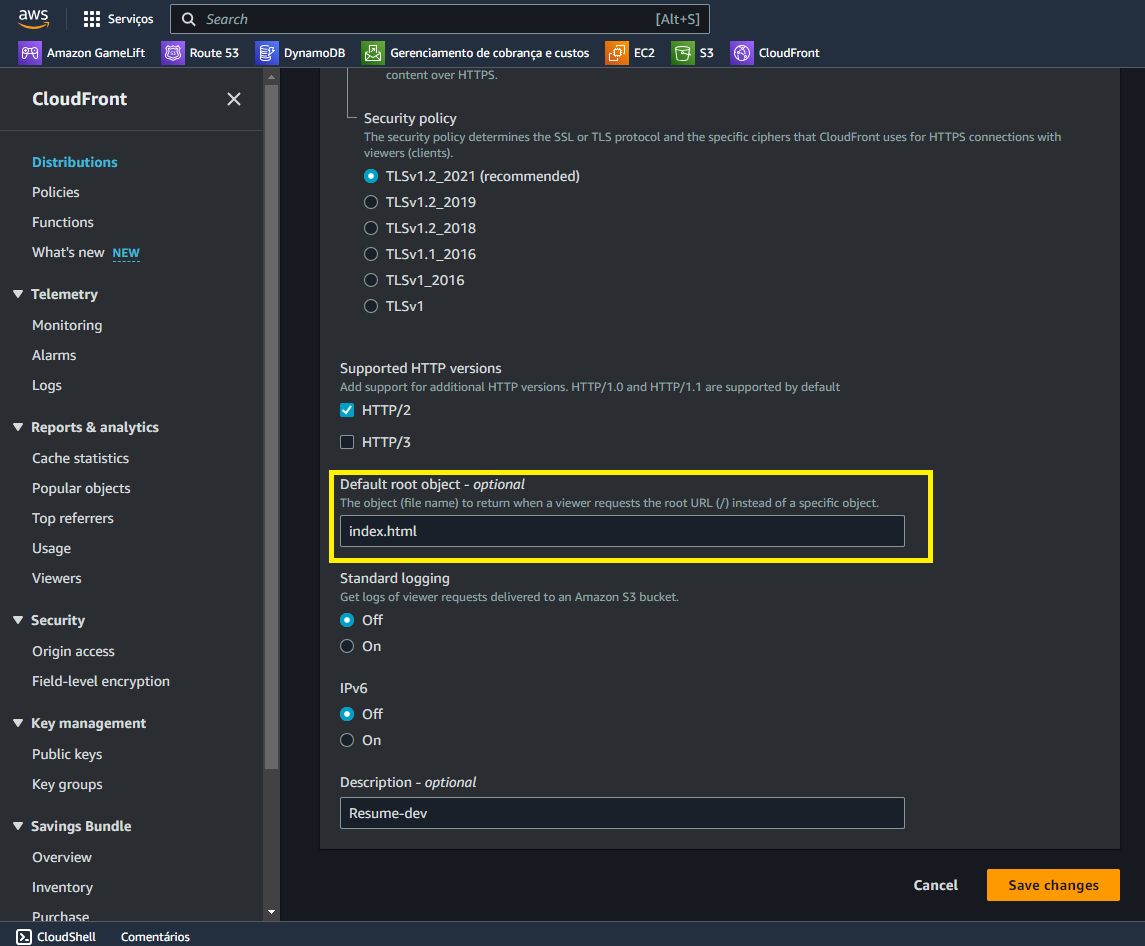 aws
Serviços
Search
[Alt+S]
Amazon GameLift
Route 53
DynamoDB
Gerenciamento de cobrança e custos
EC2
S3
CloudFront
CloudFront
Distributions
Policies
Functions
What's new NEW
Telemetry
Monitoring
Alarms
Logs
Reports & analytics
Cache statistics
Popular objects
Top referrers
Usage
Viewers
Security
Origin access
Field-level encryption
Key management
Public keys
Key groups
Savings Bundle
Overview
Inventory
Purchase
content over HTTPS.
Security policy
The security policy determines the SSL or TLS protocol and the specific ciphers that CloudFront uses for HTTPS connections with
viewers (clients).
TLSv1.2_2021 (recommended)
TLSv1.2_2019
TLSv1.2_2018
TLSv1.1_2016
TLSv1_2016
TLSv1
Supported HTTP versions
Add support for additional HTTP versions. HTTP/1.0 and HTTP/1.1 are supported by default
HTTP/2
HTTP/3
Default root object - optional
The object (file name) to return when a viewer requests the root URL (/) instead of a specific object.
index.html
Standard logging
Get logs of viewer requests delivered to an Amazon S3 bucket.
Off
On
IPv6
Off
On
Description - optional
Resume-dev
Cancel
Save changes
CloudShell
Comentários